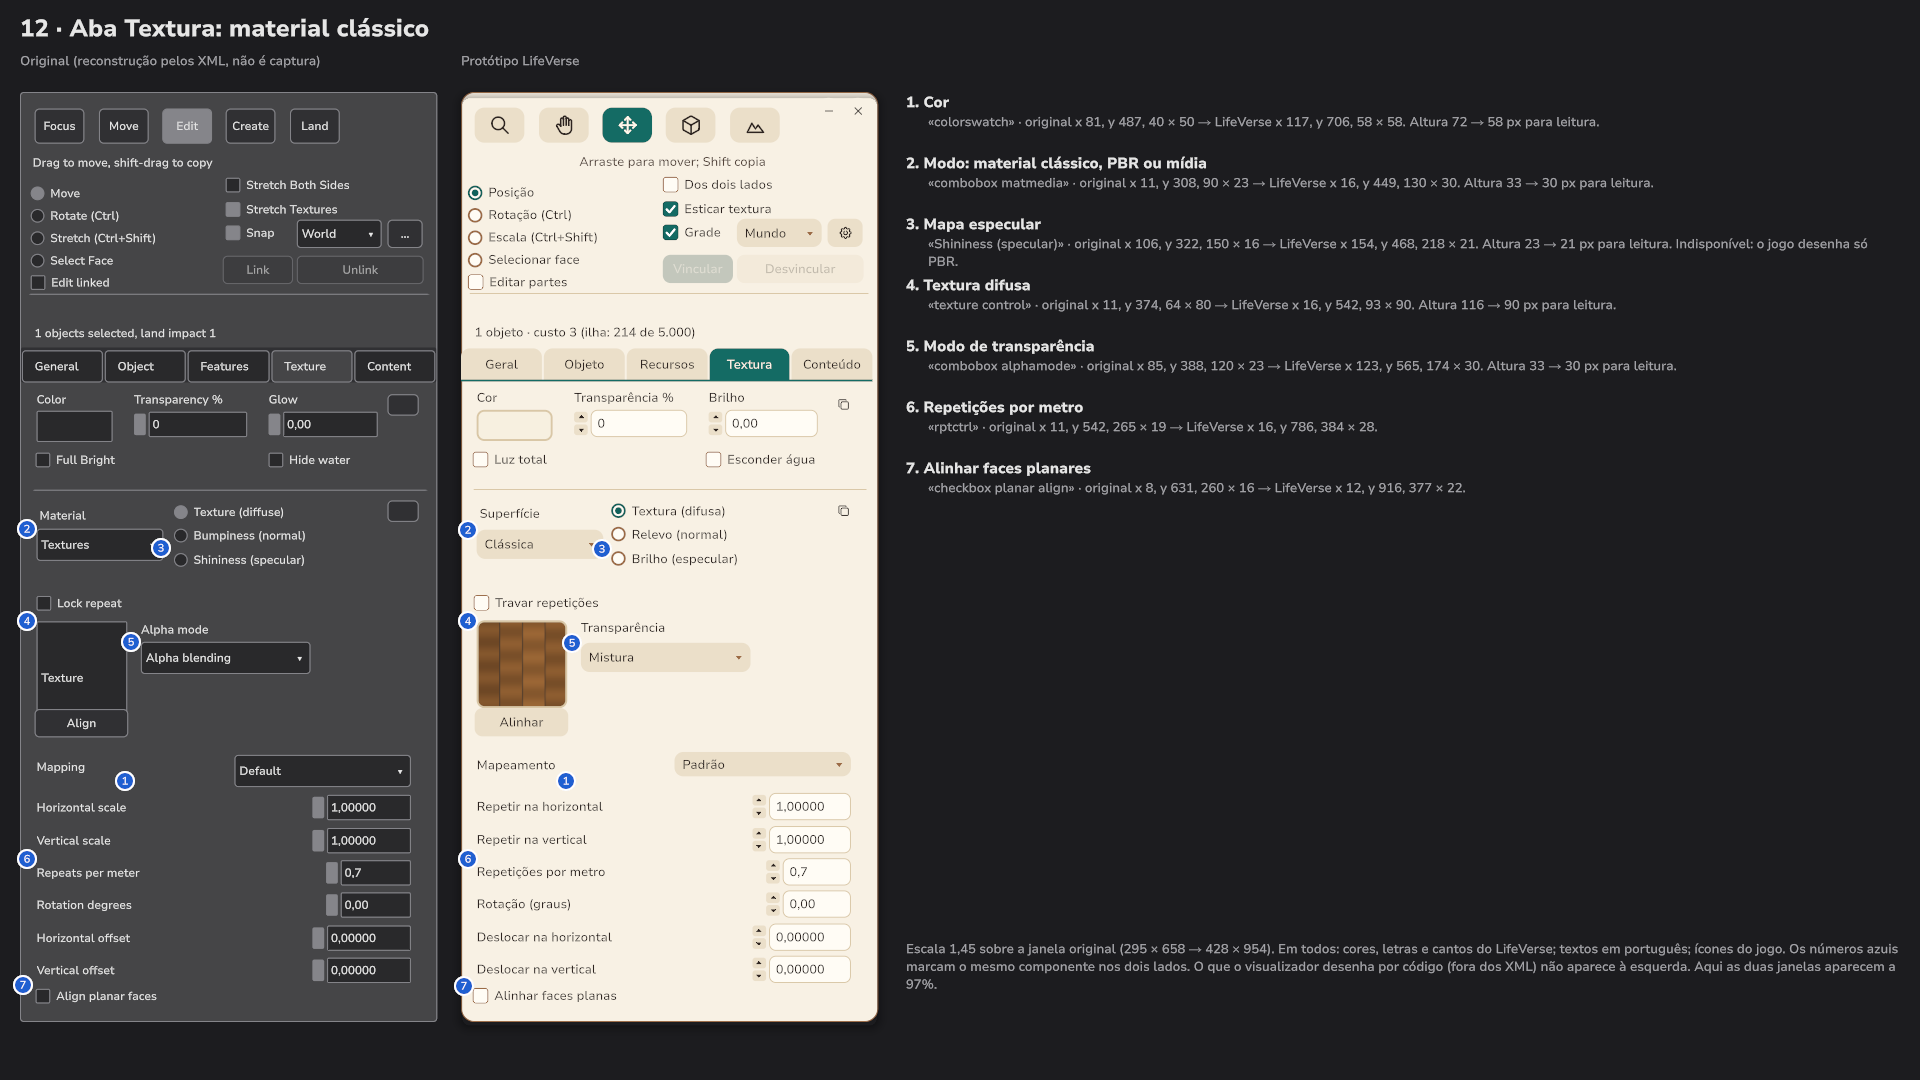 12 · Aba Textura: material clássico
Original (reconstrução pelos XML, não é captura)
Focus
Move
Edit
Create
Land
Drag to move, shift-drag to copy
Move
Rotate (Ctrl)
Stretch (Ctrl+Shift)
Select Face
Edit linked
Stretch Both Sides
Stretch Textures
Snap
World
...
Link
Unlink
1 objects selected, land impact 1
General
Object
Features
Texture
Content
Color
Transparency %
Glow
0
0,00
Full Bright
Hide water
Material
Texture (diffuse)
2
Textures
3
Bumpiness (normal)
Shininess (specular)
Lock repeat
4
Alpha mode
5
Alpha blending
Texture
Align
Mapping
Default
1
Horizontal scale
1,00000
Vertical scale
1,00000
6
Repeats per meter
0,7
Rotation degrees
0,00
Horizontal offset
0,00000
Vertical offset
0,00000
7
Align planar faces
Protótipo LifeVerse
Arraste para mover; Shift copia
Posição
Rotação (Ctrl)
Escala (Ctrl+Shift)
Selecionar face
Editar partes
Dos dois lados
Esticar textura
Grade
Mundo
Vincular
Desvincular
1 objeto · custo 3 (ilha: 214 de 5.000)
Geral
Objeto
Recursos
Textura
Conteúdo
Cor
Transparência %
Brilho
0
0,00
Luz total
Esconder água
Superfície
Textura (difusa)
2
Clássica
3
Relevo (normal)
Brilho (especular)
Travar repetições
4
Transparência
5
Mistura
Alinhar
Mapeamento
Padrão
1
Repetir na horizontal
1,00000
Repetir na vertical
1,00000
6
Repetições por metro
0,7
Rotação (graus)
0,00
Deslocar na horizontal
0,00000
Deslocar na vertical
0,00000
7
Alinhar faces planas
1. Cor
«colorswatch» · original x 81, y 487, 40 × 50 → LifeVerse x 117, y 706, 58 × 58. Altura 72 → 58 px para leitura.
2. Modo: material clássico, PBR ou mídia
«combobox matmedia» · original x 11, y 308, 90 × 23 → LifeVerse x 16, y 449, 130 × 30. Altura 33 → 30 px para leitura.
3. Mapa especular
«Shininess (specular)» · original x 106, y 322, 150 × 16 → LifeVerse x 154, y 468, 218 × 21. Altura 23 → 21 px para leitura. Indisponível: o jogo desenha só
PBR.
4. Textura difusa
«texture control» · original x 11, y 374, 64 × 80 → LifeVerse x 16, y 542, 93 × 90. Altura 116 → 90 px para leitura.
5. Modo de transparência
«combobox alphamode» · original x 85, y 388, 120 × 23 → LifeVerse x 123, y 565, 174 × 30. Altura 33 → 30 px para leitura.
6. Repetições por metro
«rptctrl» · original x 11, y 542, 265 × 19 → LifeVerse x 16, y 786, 384 × 28.
7. Alinhar faces planares
«checkbox planar align» · original x 8, y 631, 260 × 16 → LifeVerse x 12, y 916, 377 × 22.
Escala 1,45 sobre a janela original (295 × 658 → 428 × 954). Em todos: cores, letras e cantos do LifeVerse; textos em português; ícones do jogo. Os números azuis
marcam o mesmo componente nos dois lados. O que o visualizador desenha por código (fora dos XML) não aparece à esquerda. Aqui as duas janelas aparecem a
97%.